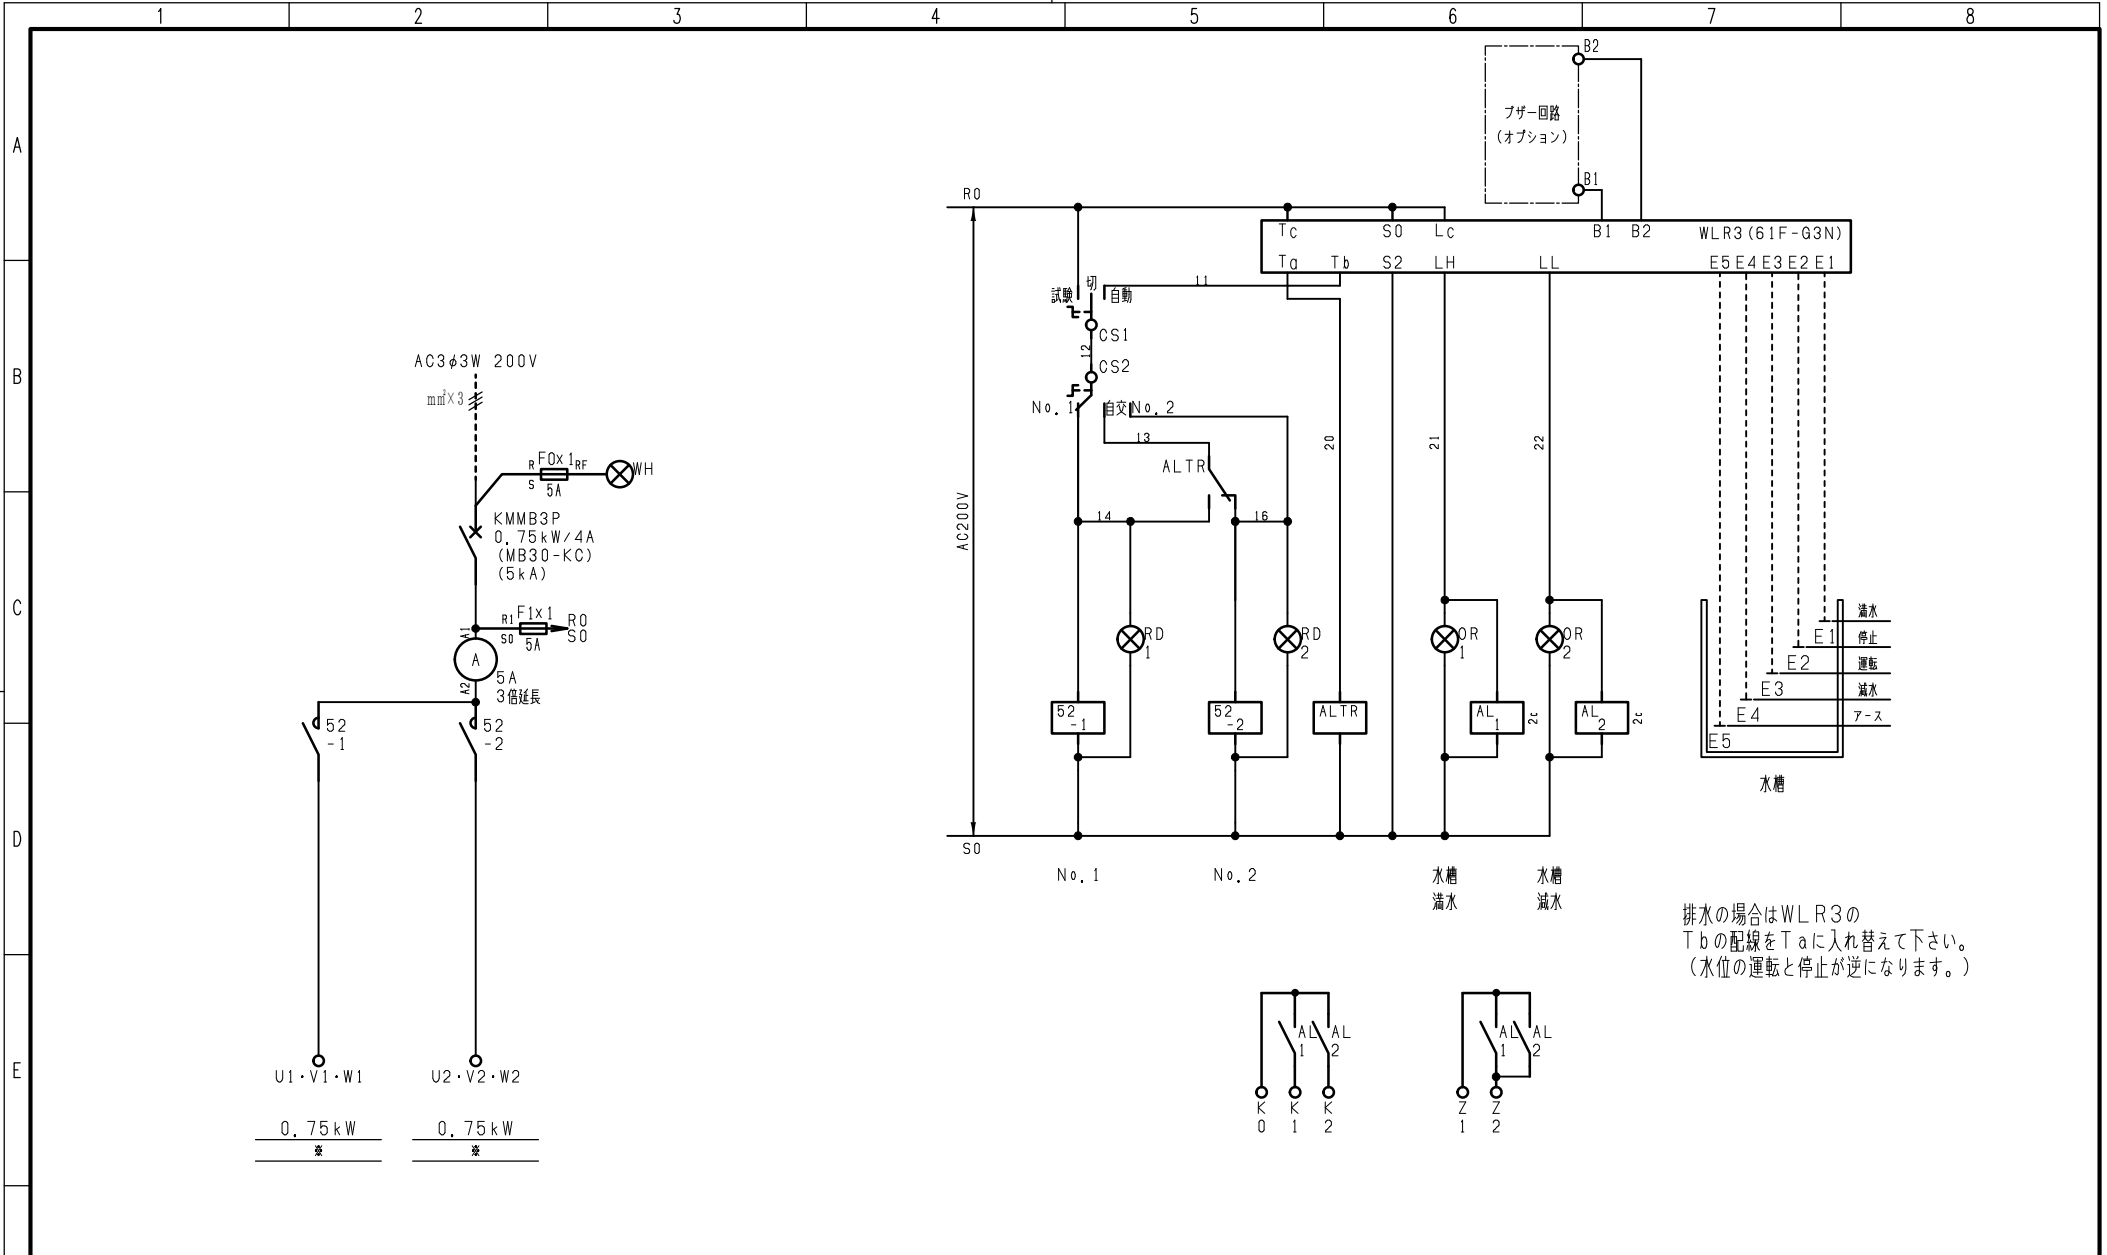 1 2 3 4 5 6 7 8
A
B
C
D
E
B2
ブザー回路
(オプション)
B1
R0
Tc S0 Lc B1 B2 WLR3(61F-G3N)
Ta Tb S2 LH LL E5 E4 E3 E2 E1
11
試験 切 自動
CS1
12
CS2
No.1 自交 No.2
13
ALTR
14
16
20
21
22
AC200V
RD
1
RD
2
OR
1
OR
2
52
-1
52
-2
ALTR
AL
1
2c
AL
2
2c
S0
No.1
No.2
水槽
満水
水槽
減水
AC3φ3W 200V
mm²×3
R F0×1 RF
S 5A
WH
KMMB3P
0.75kW/4A
(MB30-KC)
(5kA)
R1 F1×1 R0
S0 5A S0
A1
A
A2
5A
3倍延長
52
-1
52
-2
U1・V1・W1
U2・V2・W2
0.75kW
※
0.75kW
※
E1 満水
E2 停止
E3 運転
E4 減水
E5 アース
水槽
排水の場合はWLR3の
Tbの配線をTaに入れ替えて下さい。
(水位の運転と停止が逆になります。)
AL
1
AL
2
K
0
K
1
K
2
AL
1
AL
2
Z
1
Z
2